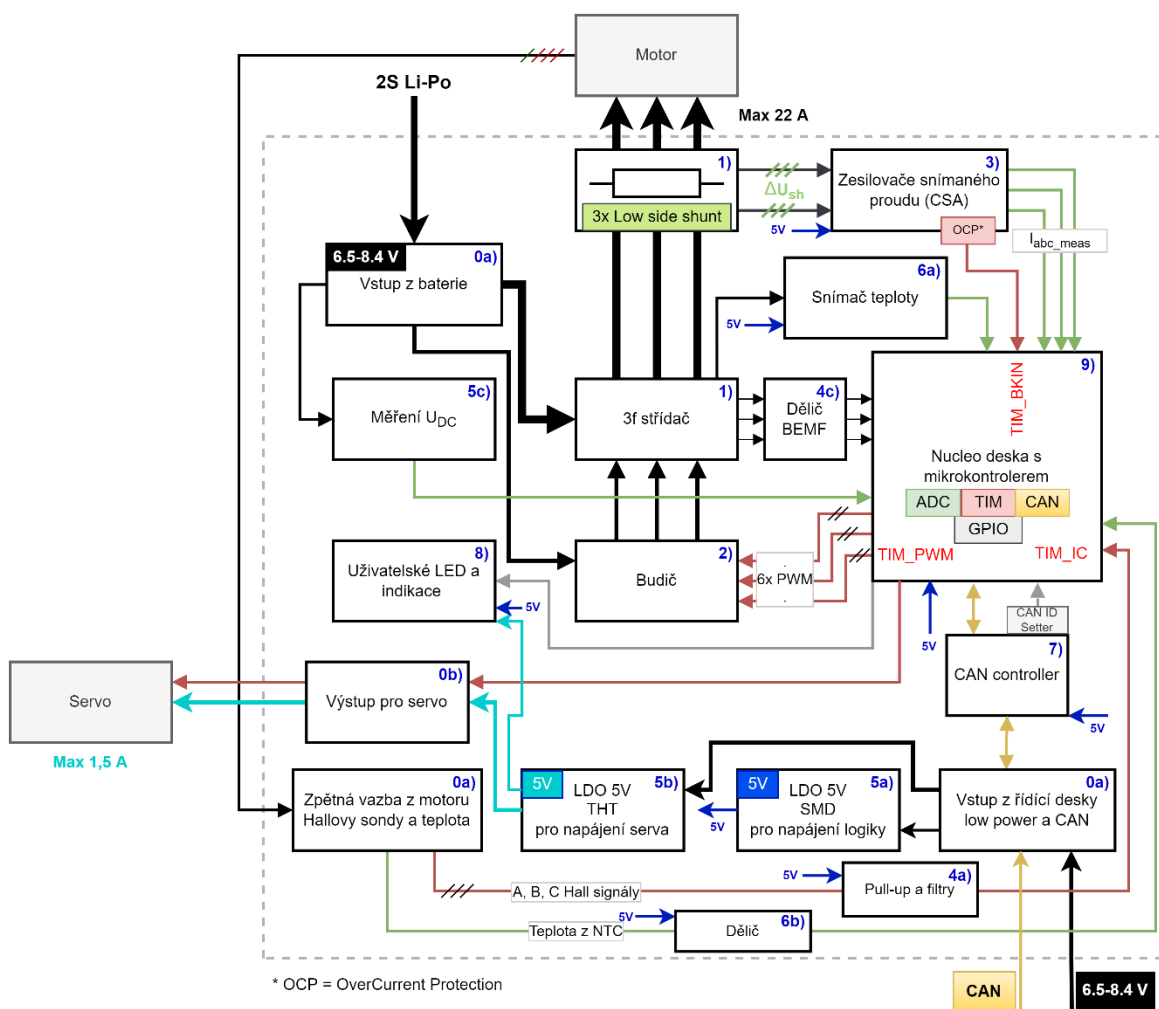 Motor
2S Li-Po
Max 22 A
1)
3x Low side shunt
ΔUsh
5V
3)
Zesilovače snímaného
proudu (CSA)
OCP*
Iabc_meas
6.5-8.4 V
0a)
Vstup z baterie
6a)
Snímač teploty
5V
5c)
Měření UDC
1)
3f střídač
4c)
Dělič
BEMF
9)
TIM_BKIN
Nucleo deska s
mikrokontrolerem
ADC
TIM
CAN
GPIO
TIM_PWM
TIM_IC
8)
Uživatelské LED a
indikace
5V
2)
Budič
6x PWM
.
.
5V
CAN ID
Setter
7)
CAN controller
5V
Servo
Max 1,5 A
0b)
Výstup pro servo
0a)
Zpětná vazba z motoru
Hallovy sondy a teplota
5V
5b)
LDO 5V
THT
pro napájení serva
5V
5V
5a)
LDO 5V
SMD
pro napájení logiky
0a)
Vstup z řídící desky
low power a CAN
A, B, C Hall signály
5V
4a)
Pull-up a filtry
Teplota z NTC
5V
6b)
Dělič
* OCP = OverCurrent Protection
CAN
6.5-8.4 V